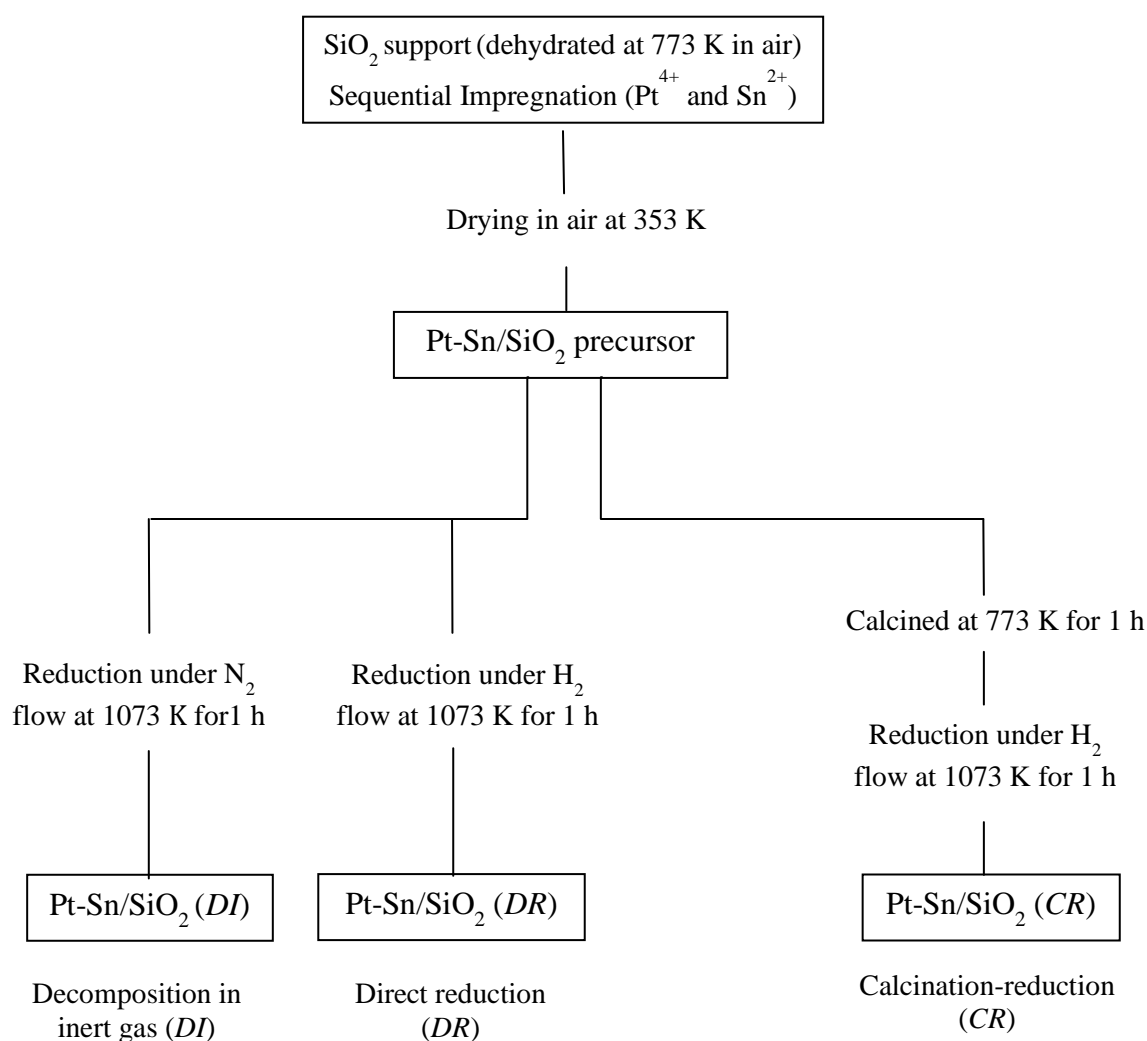 SiO₂ support (dehydrated at 773 K in air)
Sequential Impregnation (Pt⁴⁺ and Sn²⁺)
Drying in air at 353 K
Pt-Sn/SiO₂ precursor
Reduction under N₂
flow at 1073 K for1 h
Pt-Sn/SiO₂ (DI)
Decomposition in
inert gas (DI)
Reduction under H₂
flow at 1073 K for 1 h
Pt-Sn/SiO₂ (DR)
Direct reduction
(DR)
Calcined at 773 K for 1 h
Reduction under H₂
flow at 1073 K for 1 h
Pt-Sn/SiO₂ (CR)
Calcination-reduction
(CR)